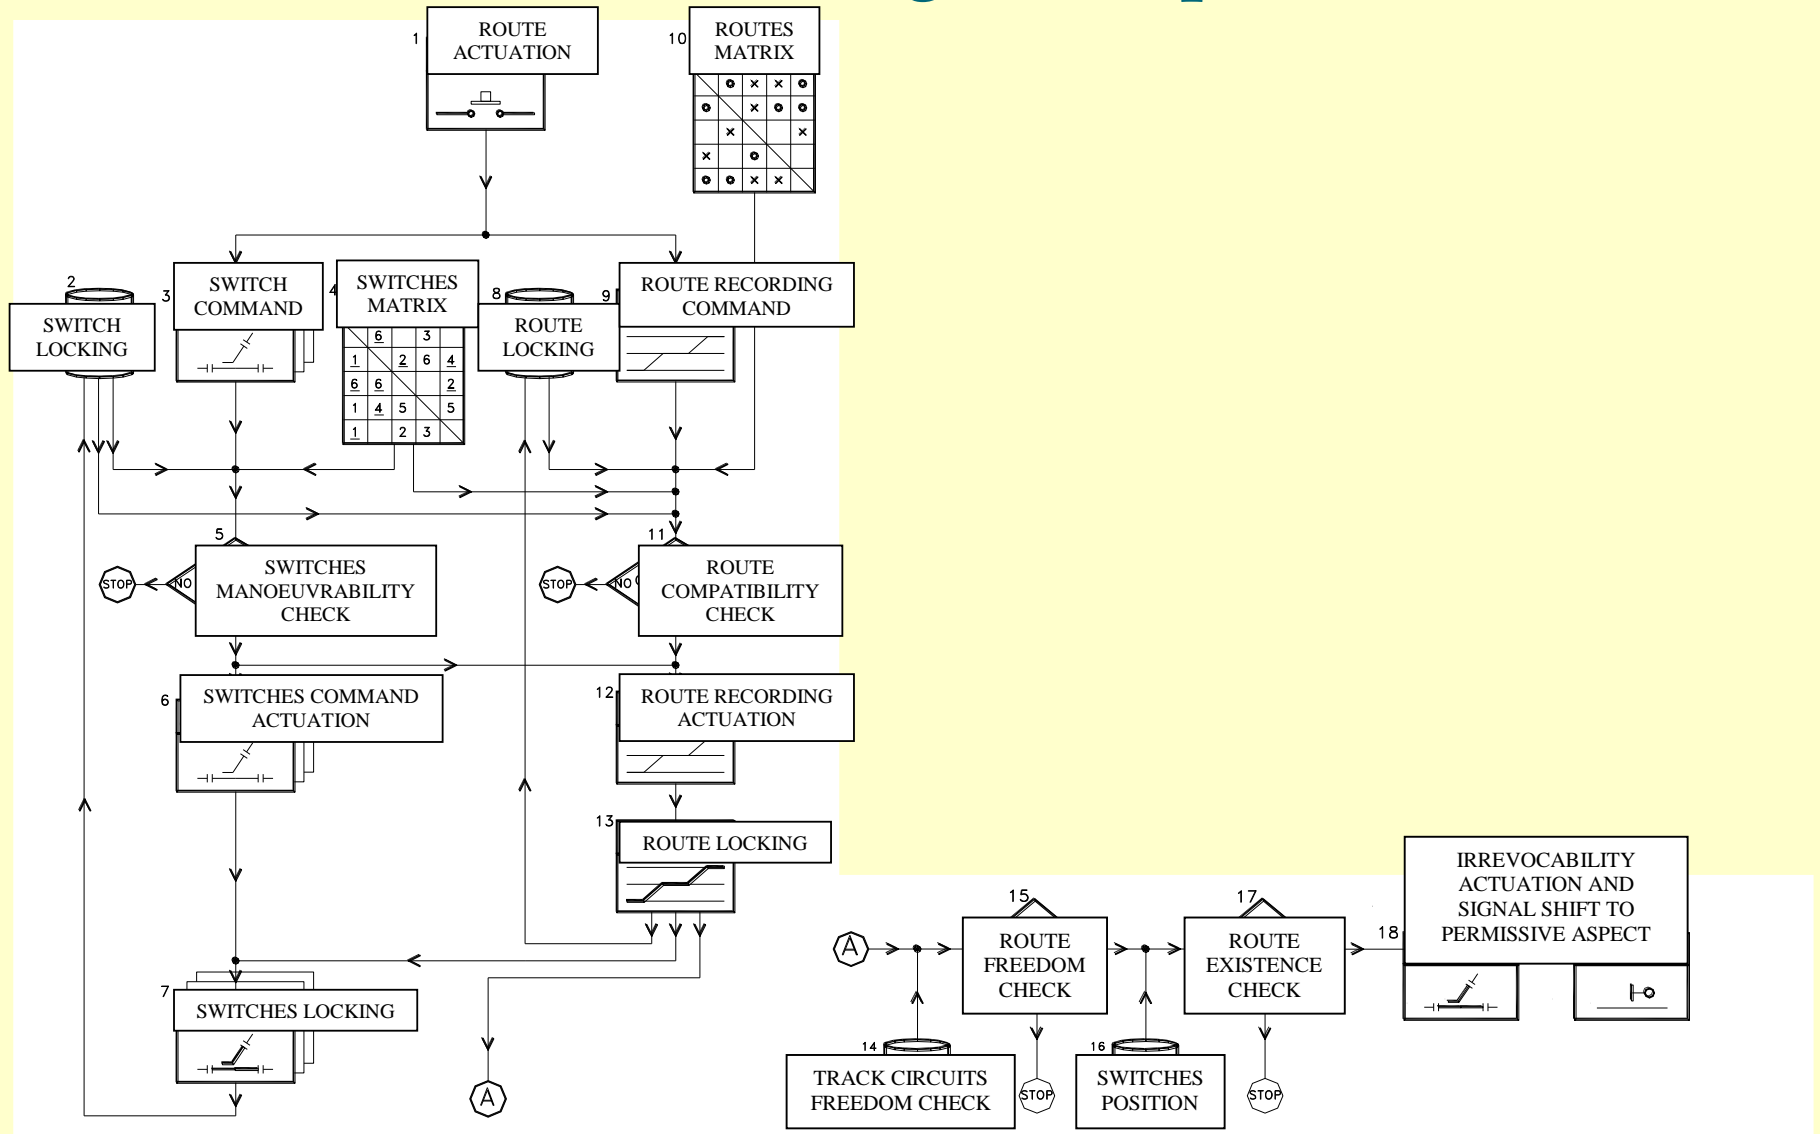 1
ROUTE
ACTUATION
10
ROUTES
MATRIX
2
SWITCH
LOCKING
3
SWITCH
COMMAND
4
SWITCHES
MATRIX
6 3
1 2 6 4
6 6 2
1 4 5 5
1 2 3
8
ROUTE
LOCKING
9
ROUTE RECORDING
COMMAND
5
SWITCHES
MANOEUVRABILITY
CHECK
NO
STOP
11
ROUTE
COMPATIBILITY
CHECK
NO
STOP
6
SWITCHES COMMAND
ACTUATION
12
ROUTE RECORDING
ACTUATION
13
ROUTE LOCKING
7
SWITCHES LOCKING
A
A
15
ROUTE
FREEDOM
CHECK
17
ROUTE
EXISTENCE
CHECK
18
IRREVOCABILITY
ACTUATION AND
SIGNAL SHIFT TO
PERMISSIVE ASPECT
14
TRACK CIRCUITS
FREEDOM CHECK
STOP
16
SWITCHES
POSITION
STOP